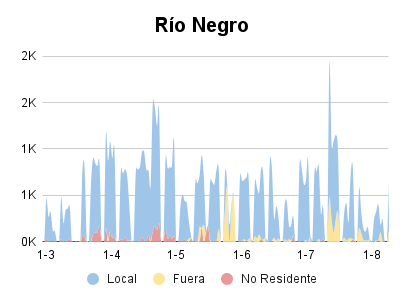 Río Negro
2K
2K
1K
1K
0K
1-3 1-4 1-5 1-6 1-7 1-8
Local Fuera No Residente